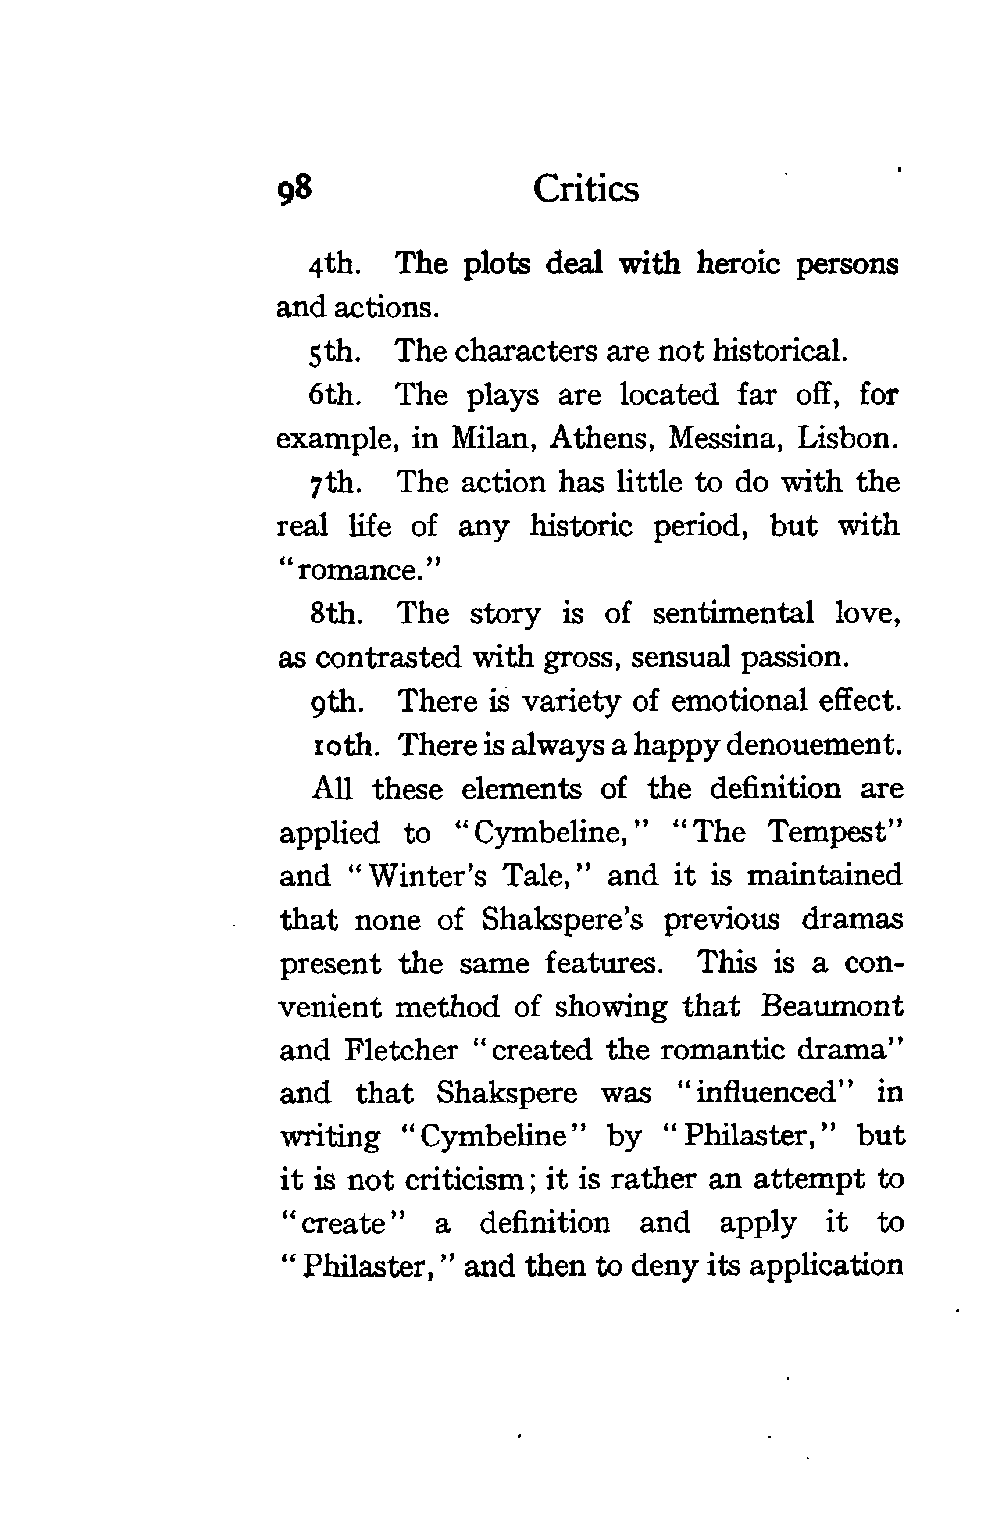 98 Critics
4th. The plots deal with heroic persons
and actions.
5th. The characters are not historical.
6th. The plays are located far off, for
example, in Milan, Athens, Messina, Lisbon.
7th. The action has little to do with the
real life of any historic period, but with
"romance."
8th. The story is of sentimental love,
as contrasted with gross, sensual passion.
9th. There is variety of emotional effect.
10th. There is always a happy denouement.
All these elements of the definition are
applied to "Cymbeline," "The Tempest"
and "Winter's Tale," and it is maintained
that none of Shakspere's previous dramas
present the same features. This is a con-
venient method of showing that Beaumont
and Fletcher "created the romantic drama"
and that Shakspere was "influenced" in
writing "Cymbeline" by "Philaster," but
it is not criticism; it is rather an attempt to
"create" a definition and apply it to
"Philaster," and then to deny its application